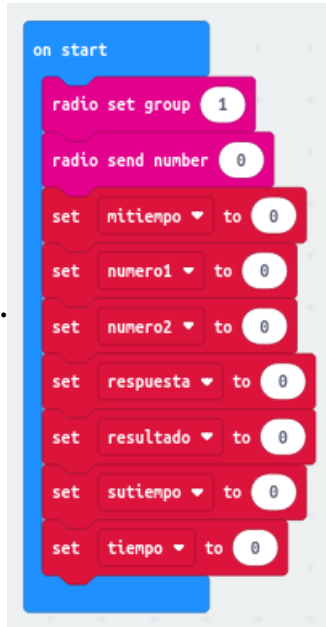 on start
radio set group 1
radio send number 0
set mitiempo to 0
set numero1 to 0
set numero2 to 0
set respuesta to 0
set resultado to 0
set sutiempo to 0
set tiempo to 0